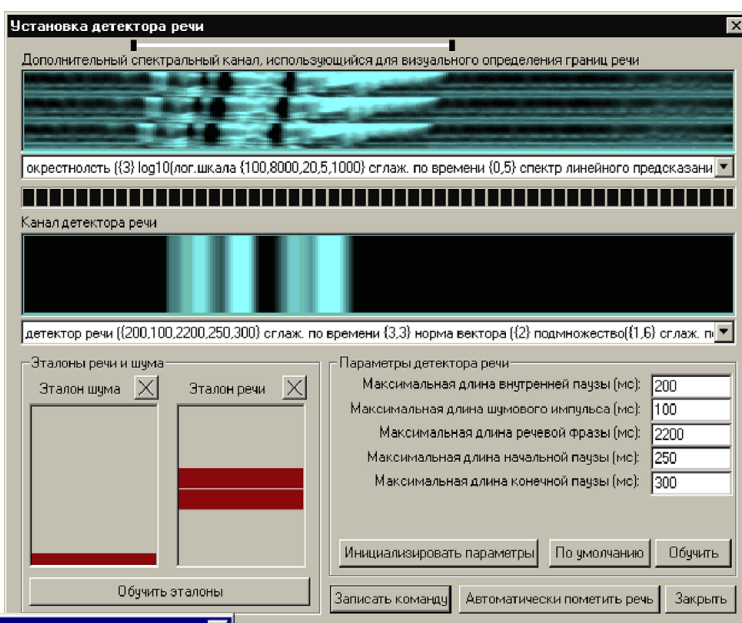 Установка детектора речи
Дополнительный спектральный канал, использующийся для визуального определения границ речи
окрестнолсть ({3} log10(лог.шкала {100,8000,20,5,1000} сглаж. по времени {0,5} спектр линейного предсказани
Канал детектора речи
детектор речи ({200,100,2200,250,300} сглаж. по времени {3,3} норма вектора ({2} подмножество({1,6} сглаж. по
Эталоны речи и шума
Эталон шума
Эталон речи
Обучить эталоны
Параметры детектора речи
Максимальная длина внутренней паузы (мс): 200
Максимальная длина шумового импульса (мс): 100
Максимальная длина речевой фразы (мс): 2200
Максимальная длина начальной паузы (мс): 250
Максимальная длина конечной паузы (мс): 300
Инициализировать параметры По умолчанию Обучить
Записать команду Автоматически пометить речь Закрыть